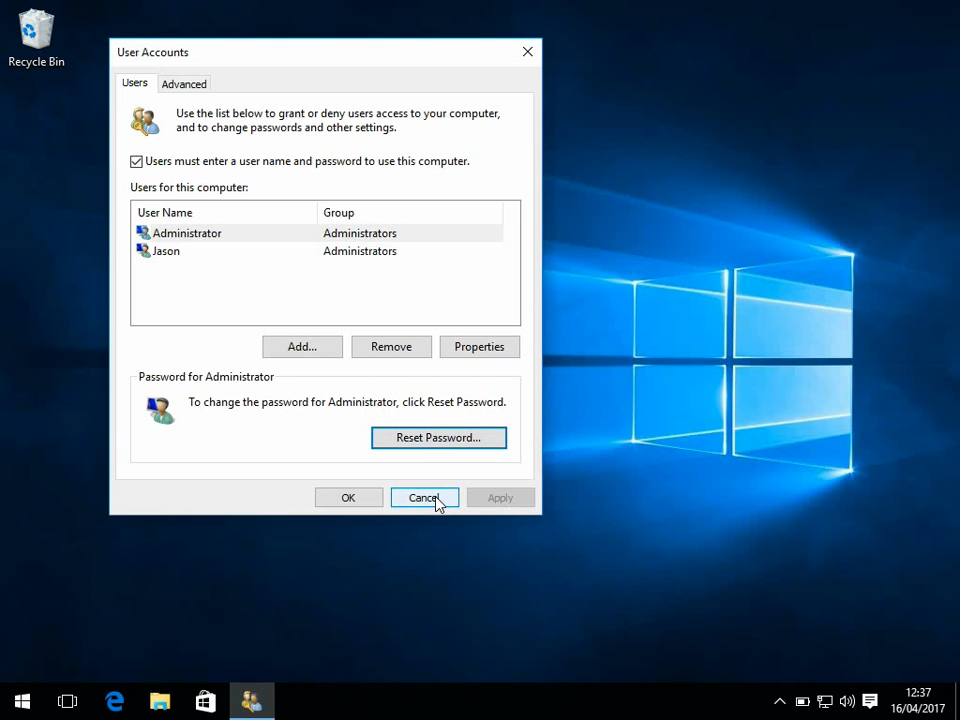 Recycle Bin
User Accounts
Users
Advanced
Use the list below to grant or deny users access to your computer,
and to change passwords and other settings.
Users must enter a user name and password to use this computer.
Users for this computer:
User Name Group
Administrator Administrators
Jason Administrators
Add... Remove Properties
Password for Administrator
To change the password for Administrator, click Reset Password.
Reset Password...
OK Cancel Apply
12:37
16/04/2017